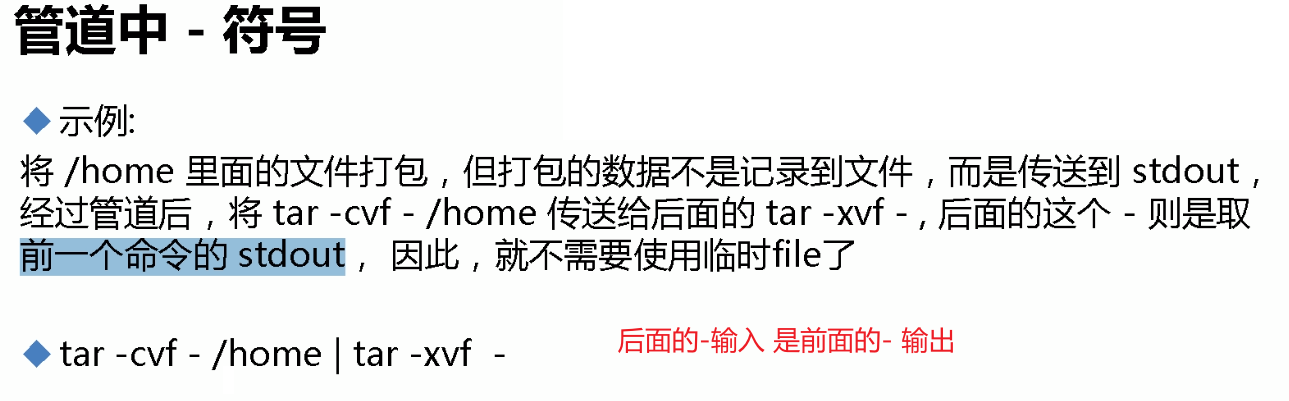 管道中 - 符号
◆ 示例:
将 /home 里面的文件打包，但打包的数据不是记录到文件，而是传送到 stdout，
经过管道后，将 tar -cvf - /home 传送给后面的 tar -xvf - , 后面的这个 - 则是取
前一个命令的 stdout， 因此，就不需要使用临时file了
◆ tar -cvf - /home | tar -xvf -
后面的-输入 是前面的- 输出